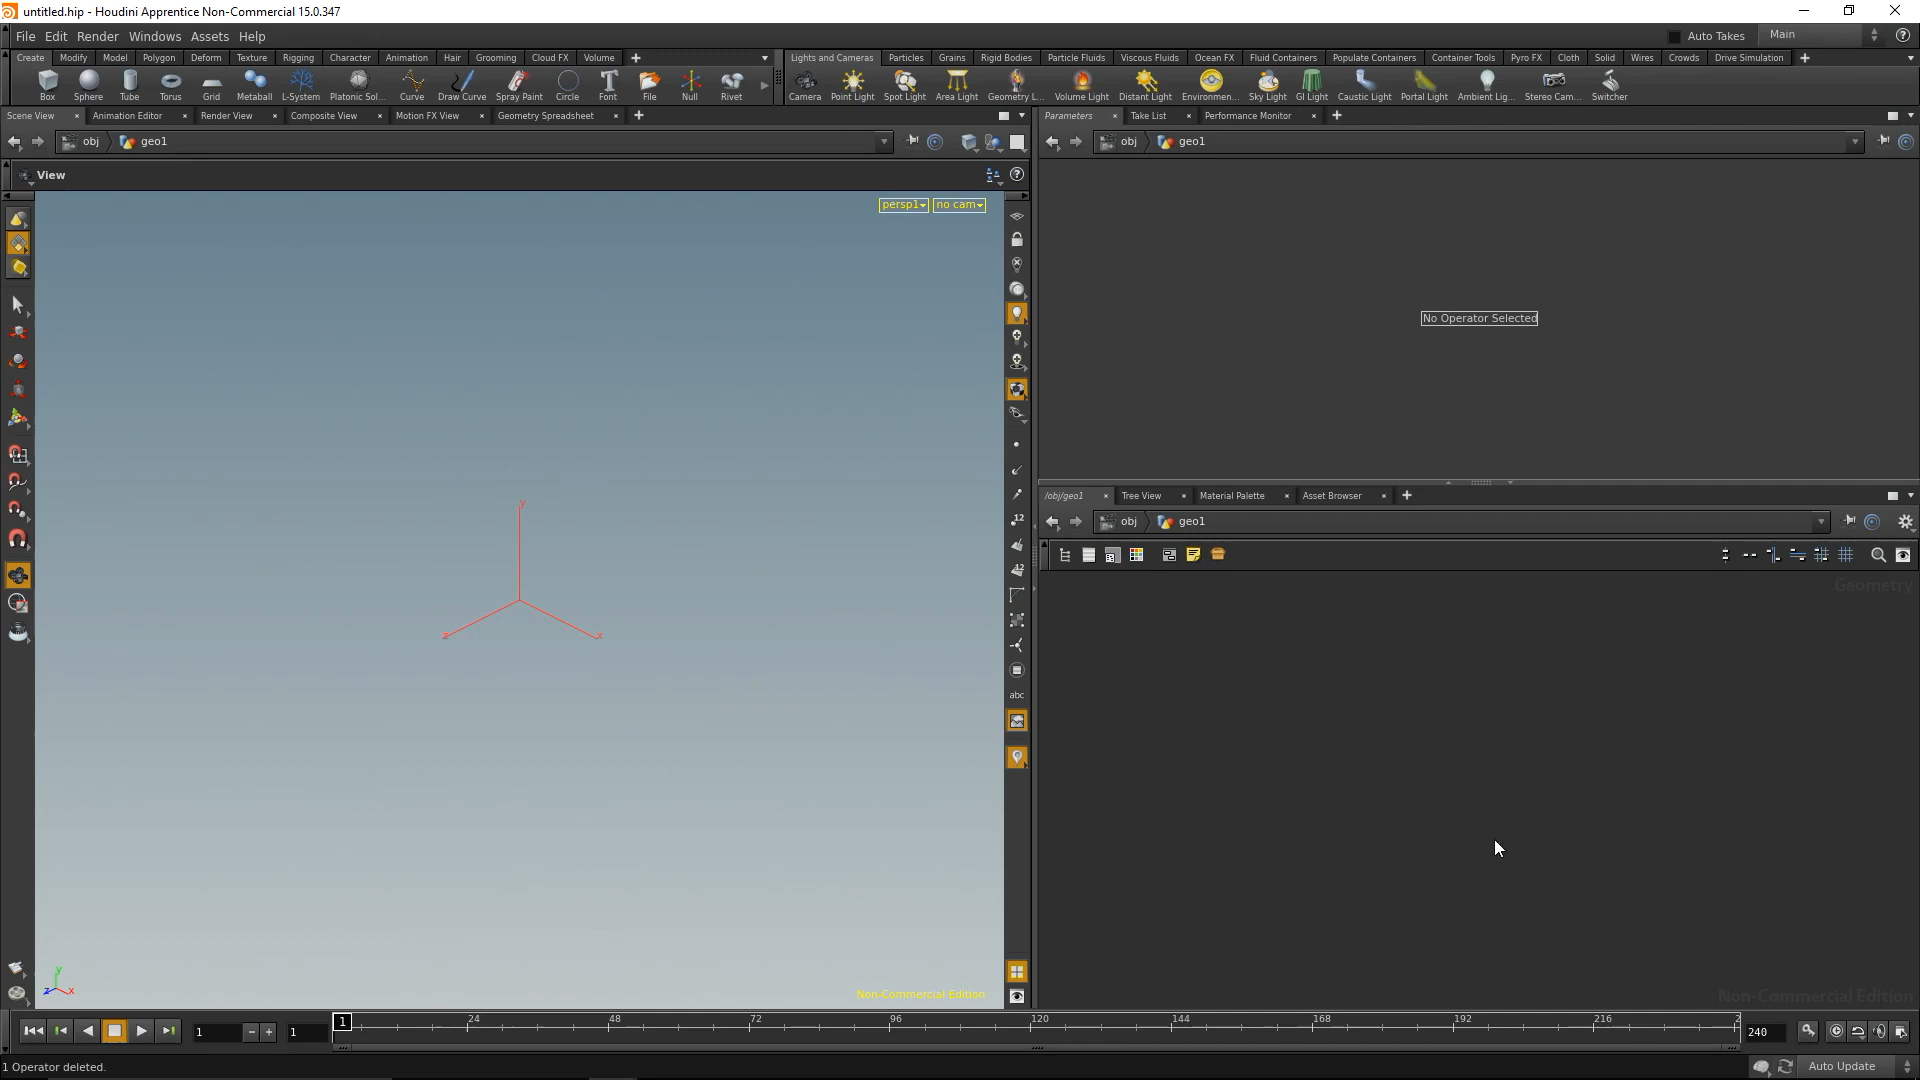 untitled.hip - Houdini Apprentice Non-Commercial 15.0.347
File Edit Render Windows Assets Help
Auto Takes Main
Create Modify Model Polygon Deform Texture Rigging Character Animation Hair Grooming Cloud FX Volume
Lights and Cameras Particles Grains Rigid Bodies Particle Fluids Viscous Fluids Ocean FX Fluid Containers Populate Containers Container Tools Pyro FX Cloth Solid Wires Crowds Drive Simulation
Box Sphere Tube Torus Grid Metaball L-System Platonic Sol... Curve Draw Curve Spray Paint Circle Font File Null Rivet
Camera Point Light Spot Light Area Light Geometry L... Volume Light Distant Light Environmen... Sky Light GI Light Caustic Light Portal Light Ambient Lig... Stereo Cam... Switcher
Scene View Animation Editor Render View Composite View Motion FX View Geometry Spreadsheet
Parameters Take List Performance Monitor
obj geo1
obj geo1
View
persp1 no cam
No Operator Selected
y
z
x
12
12
abc
/obj/geo1 Tree View Material Palette Asset Browser
obj geo1
Geometry
y
z x
Non-Commercial Edition
Non-Commercial Edition
1 1 1 24 48 72 96 120 144 168 192 216 2 240
1 Operator deleted.
Auto Update